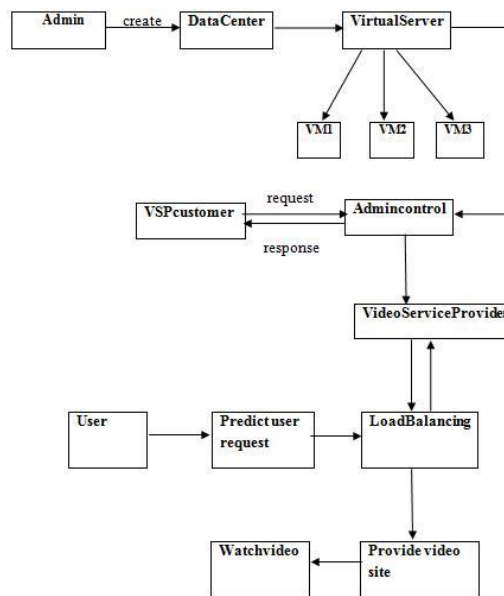 Admin
create
DataCenter
VirtualServer
VM1
VM2
VM3
VSPcustomer
request
response
Admincontrol
VideoServiceProvide
User
Predict user
request
LoadBalancing
Watchvideo
Provide video
site